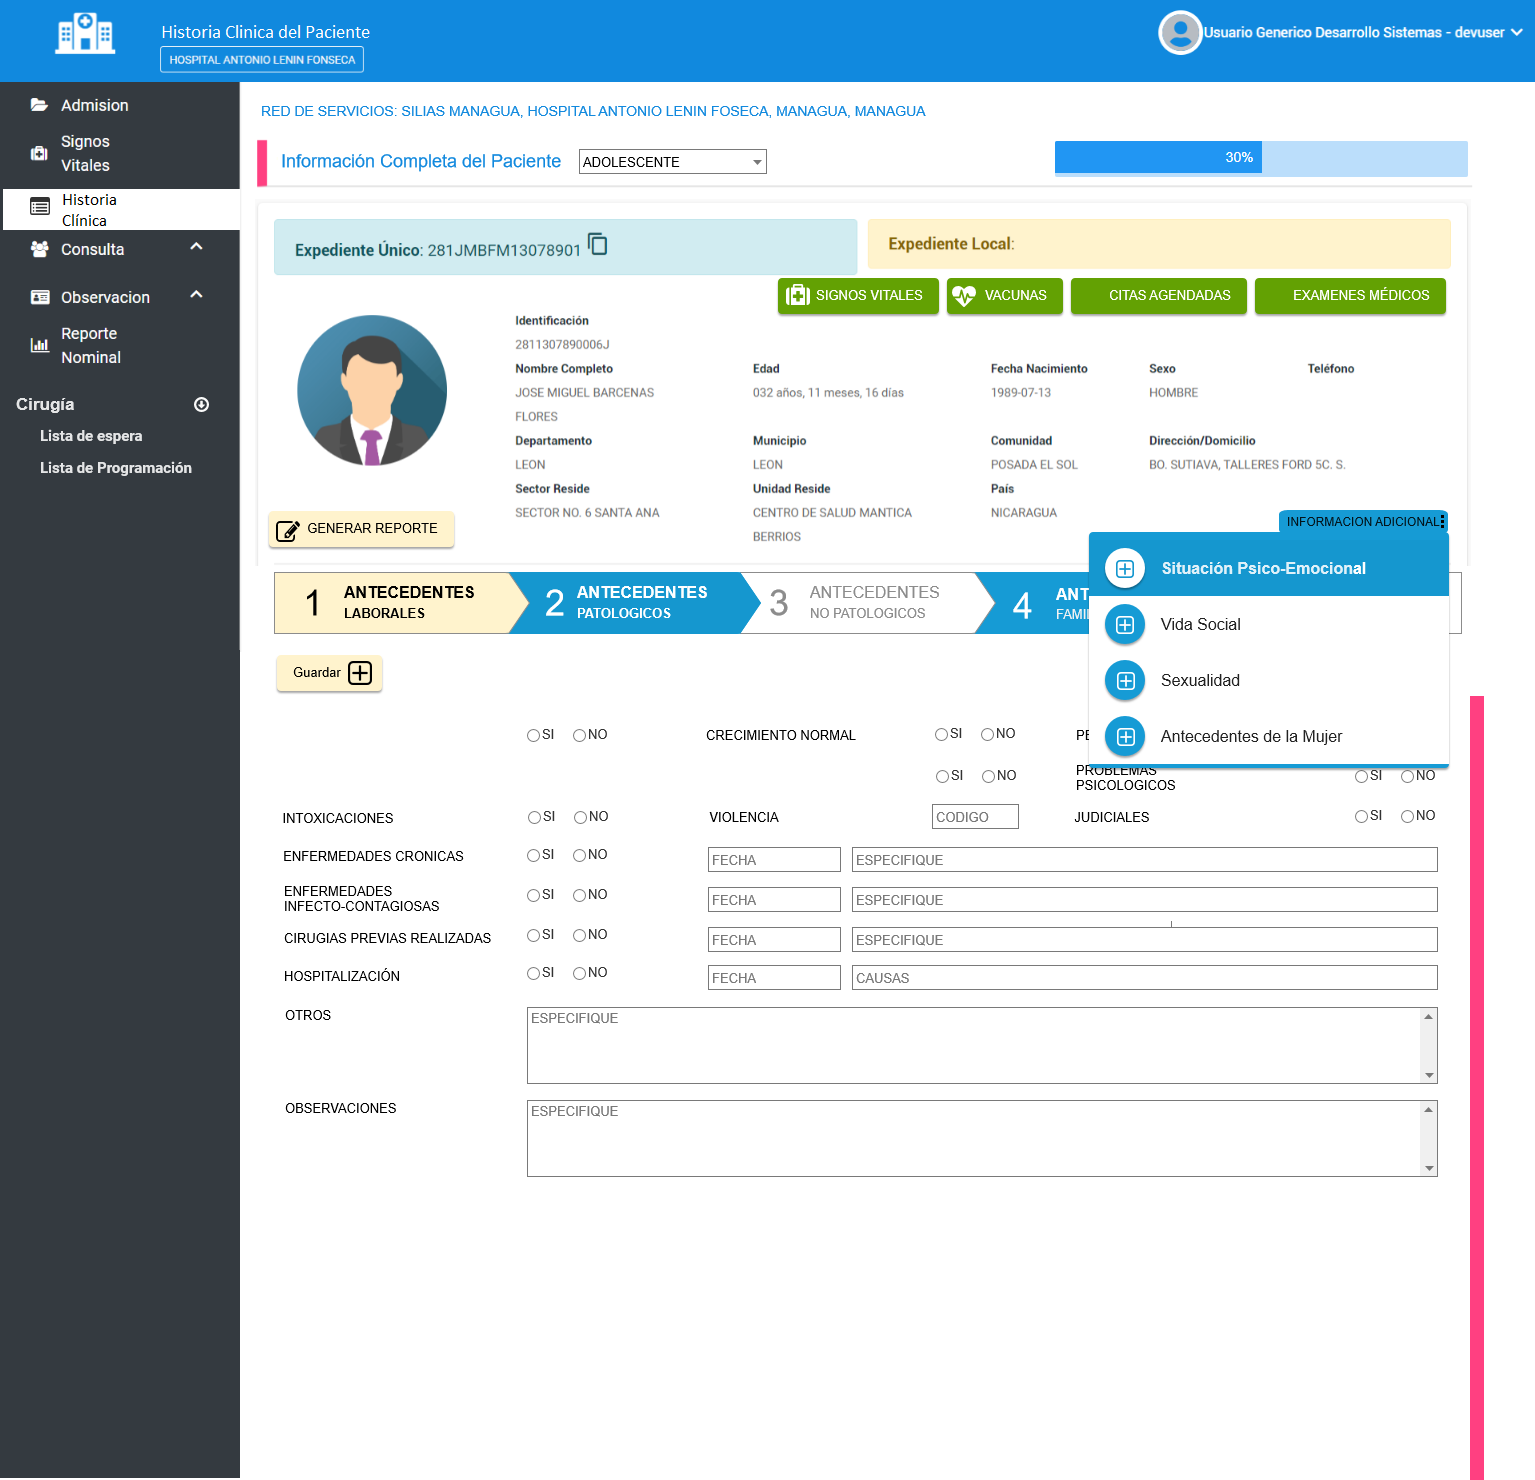 Historia Clinica del Paciente
HOSPITAL ANTONIO LENIN FONSECA
Usuario Generico Desarrollo Sistemas - devuser
Admision
Signos
Vitales
Historia
Clínica
Consulta
Observacion
Reporte
Nominal
Cirugía
Lista de espera
Lista de Programación
RED DE SERVICIOS: SILIAS MANAGUA, HOSPITAL ANTONIO LENIN FOSECA, MANAGUA, MANAGUA
Información Completa del Paciente
ADOLESCENTE
30%
Expediente Único: 281JMBFM13078901
Expediente Local:
SIGNOS VITALES
VACUNAS
CITAS AGENDADAS
EXAMENES MÉDICOS
Identificación
2811307890006J
Nombre Completo
Edad
Fecha Nacimiento
Sexo
Teléfono
JOSE MIGUEL BARCENAS
FLORES
032 años, 11 meses, 16 días
1989-07-13
HOMBRE
Departamento
Municipio
Comunidad
Dirección/Domicilio
LEON
LEON
POSADA EL SOL
BO. SUTIAVA, TALLERES FORD 5C. S.
Sector Reside
Unidad Reside
País
SECTOR NO. 6 SANTA ANA
CENTRO DE SALUD MANTICA
BERRIOS
NICARAGUA
GENERAR REPORTE
INFORMACION ADICIONAL
Situación Psico-Emocional
Vida Social
Sexualidad
Antecedentes de la Mujer
1 ANTECEDENTES
LABORALES
2 ANTECEDENTES
PATOLOGICOS
3 ANTECEDENTES
NO PATOLOGICOS
4 ANT
FAMI
Guardar
SI NO
CRECIMIENTO NORMAL
SI NO
PE
SI NO
PROBLEMAS
PSICOLOGICOS
SI NO
INTOXICACIONES
SI NO
VIOLENCIA
CODIGO
JUDICIALES
SI NO
ENFERMEDADES CRONICAS
SI NO
FECHA
ESPECIFIQUE
ENFERMEDADES
INFECTO-CONTAGIOSAS
SI NO
FECHA
ESPECIFIQUE
CIRUGIAS PREVIAS REALIZADAS
SI NO
FECHA
ESPECIFIQUE
HOSPITALIZACIÓN
SI NO
FECHA
CAUSAS
OTROS
ESPECIFIQUE
OBSERVACIONES
ESPECIFIQUE